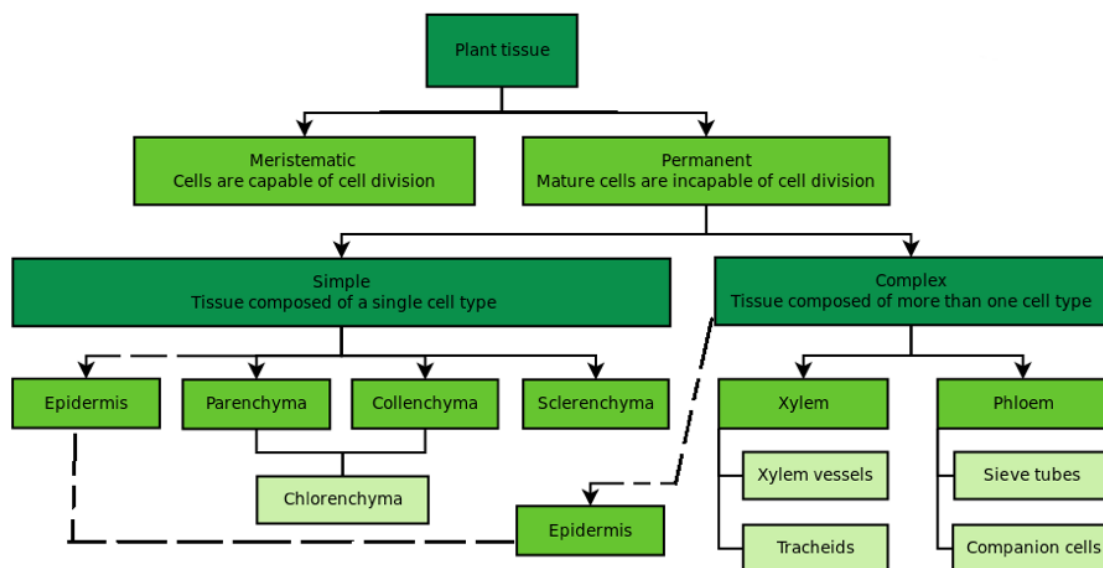 Plant tissue
Meristematic
Cells are capable of cell division
Permanent
Mature cells are incapable of cell division
Simple
Tissue composed of a single cell type
Complex
Tissue composed of more than one cell type
Epidermis
Parenchyma
Collenchyma
Sclerenchyma
Xylem
Phloem
Chlorenchyma
Xylem vessels
Sieve tubes
Epidermis
Tracheids
Companion cells